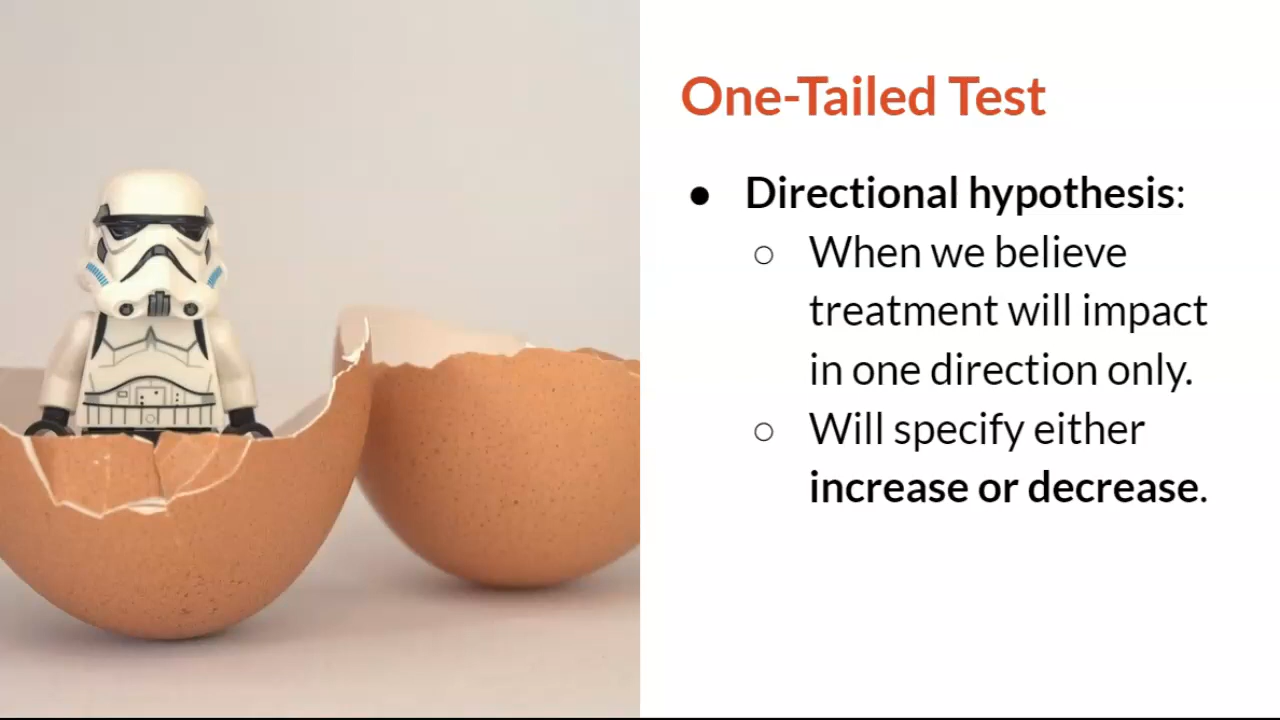 One-Tailed Test
● Directional hypothesis:
○ When we believe
treatment will impact
in one direction only.
○ Will specify either
increase or decrease.